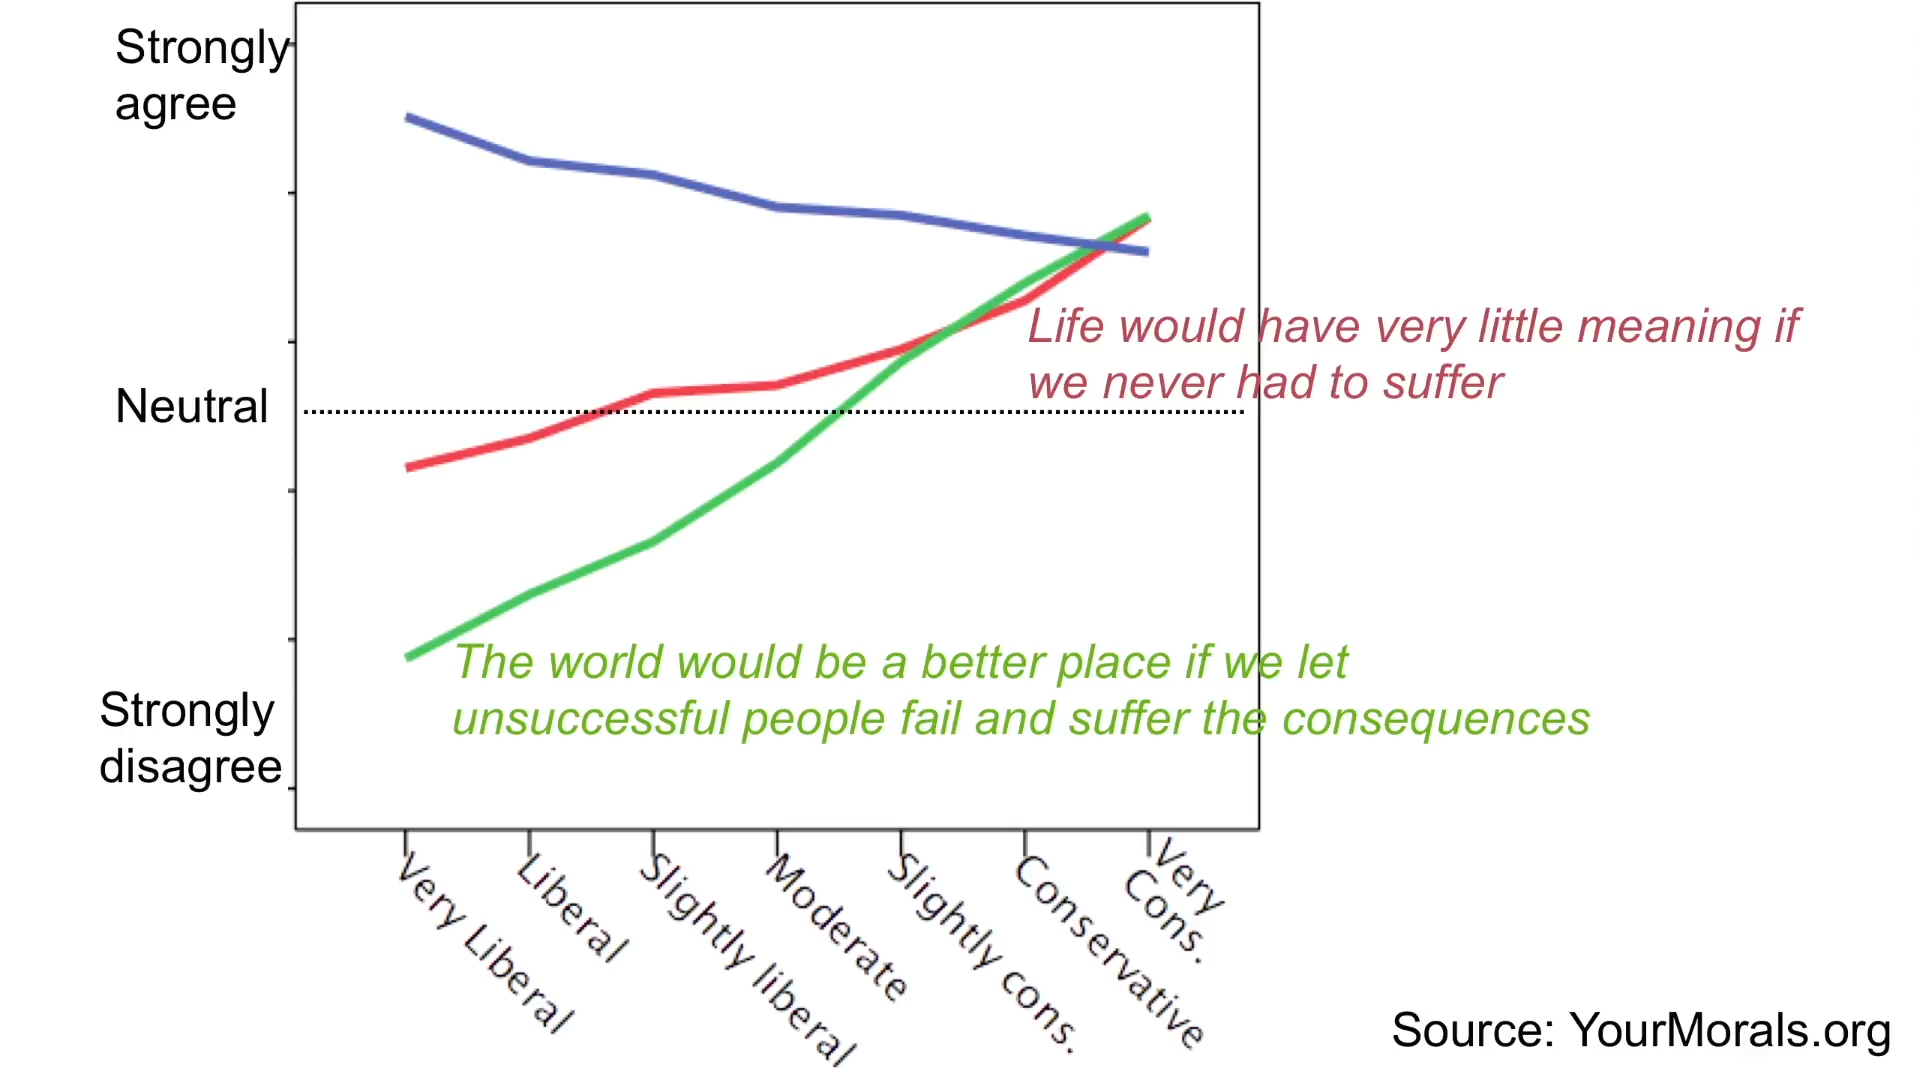 Strongly
agree
Life would have very little meaning if
we never had to suffer
Neutral
The world would be a better place if we let
unsuccessful people fail and suffer the consequences
Strongly
disagree
Very Liberal
Liberal
Slightly liberal
Moderate
Slightly cons.
Conservative
Very
Cons.
Source: YourMorals.org